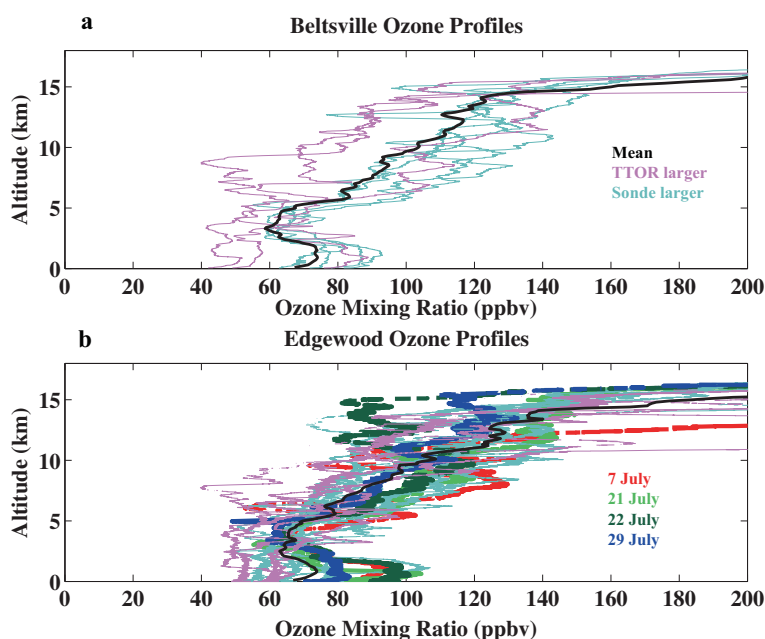 a
Beltsville Ozone Profiles
15
10
5
0
Altitude (km)
Mean
TTOR larger
Sonde larger
0 20 40 60 80 100 120 140 160 180 200
Ozone Mixing Ratio (ppbv)
b
Edgewood Ozone Profiles
15
10
5
0
Altitude (km)
7 July
21 July
22 July
29 July
0 20 40 60 80 100 120 140 160 180 200
Ozone Mixing Ratio (ppbv)